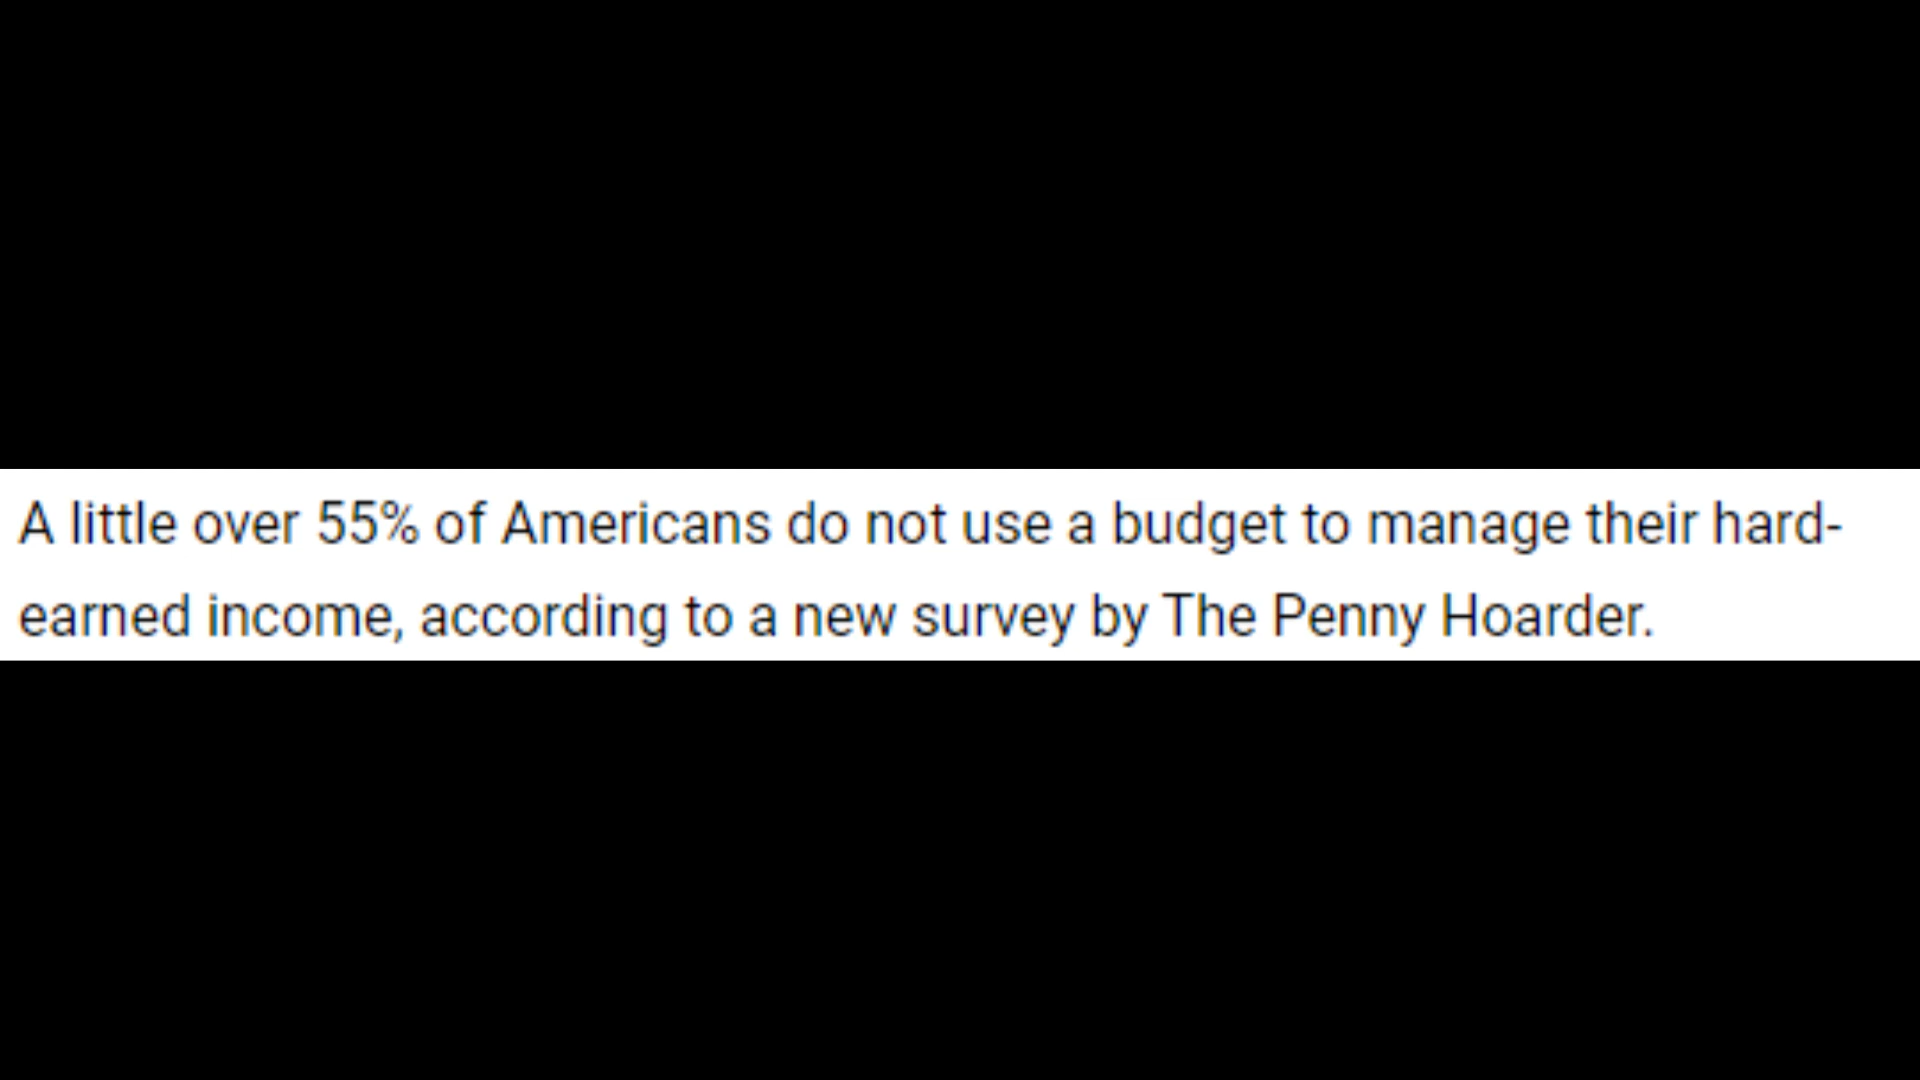 A little over 55% of Americans do not use a budget to manage their hard-
earned income, according to a new survey by The Penny Hoarder.